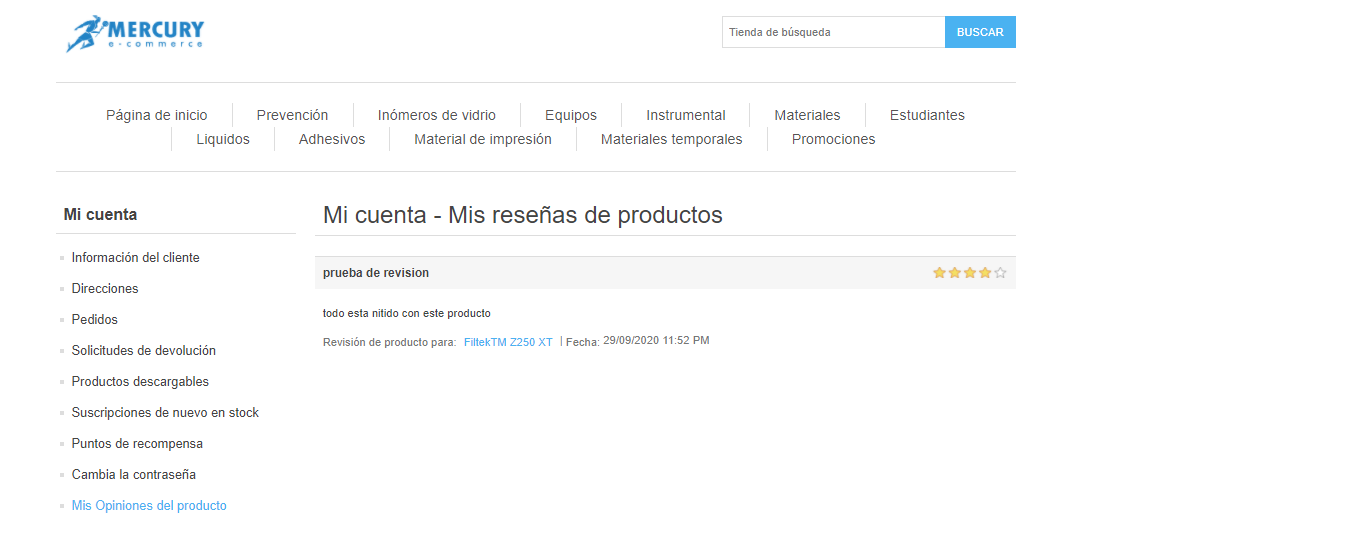 MERCURY
e-commerce
Tienda de búsqueda
BUSCAR
Página de inicio
Prevención
Inómeros de vidrio
Equipos
Instrumental
Materiales
Estudiantes
Liquidos
Adhesivos
Material de impresión
Materiales temporales
Promociones
Mi cuenta
Información del cliente
Direcciones
Pedidos
Solicitudes de devolución
Productos descargables
Suscripciones de nuevo en stock
Puntos de recompensa
Cambia la contraseña
Mis Opiniones del producto
Mi cuenta - Mis reseñas de productos
prueba de revision
todo esta nitido con este producto
Revisión de producto para: FiltekTM Z250 XT | Fecha: 29/09/2020 11:52 PM